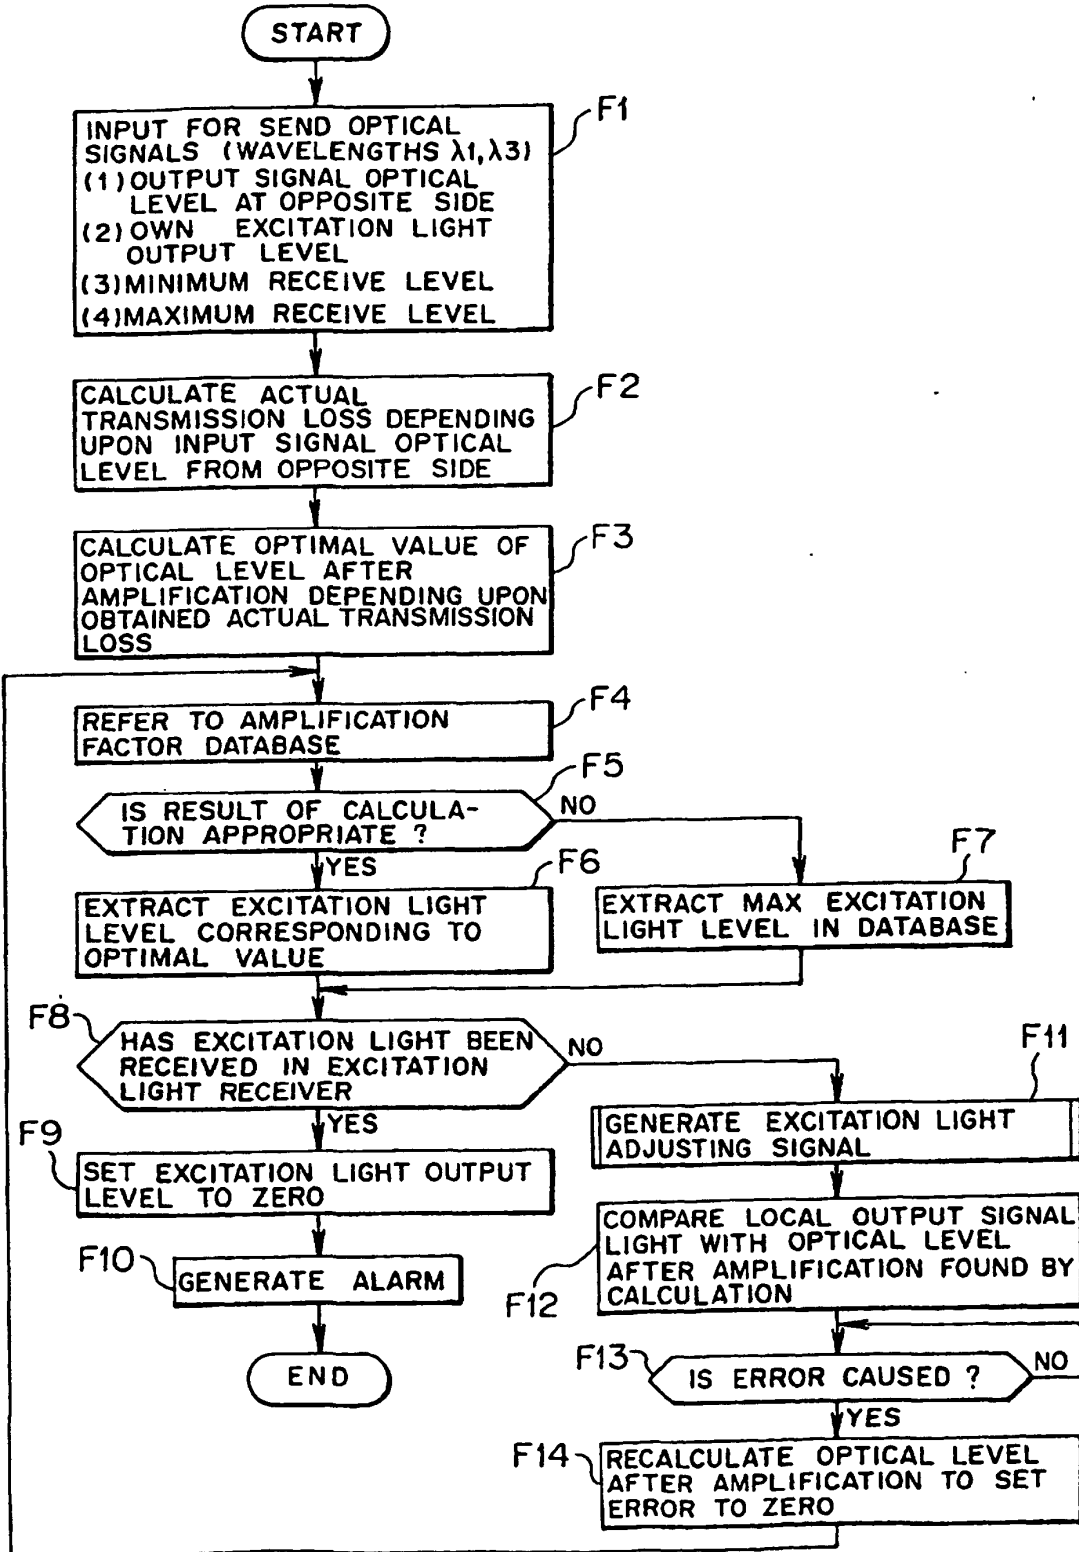 START
F1
INPUT FOR SEND OPTICAL
SIGNALS (WAVELENGTHS λ1,λ3)
(1) OUTPUT SIGNAL OPTICAL
LEVEL AT OPPOSITE SIDE
(2) OWN EXCITATION LIGHT
OUTPUT LEVEL
(3) MINIMUM RECEIVE LEVEL
(4) MAXIMUM RECEIVE LEVEL
F2
CALCULATE ACTUAL
TRANSMISSION LOSS DEPENDING
UPON INPUT SIGNAL OPTICAL
LEVEL FROM OPPOSITE SIDE
F3
CALCULATE OPTIMAL VALUE OF
OPTICAL LEVEL AFTER
AMPLIFICATION DEPENDING UPON
OBTAINED ACTUAL TRANSMISSION
LOSS
F4
REFER TO AMPLIFICATION
FACTOR DATABASE
F5
IS RESULT OF CALCULA-
TION APPROPRIATE ?
NO
YES
F6
EXTRACT EXCITATION LIGHT
LEVEL CORRESPONDING TO
OPTIMAL VALUE
F7
EXTRACT MAX EXCITATION
LIGHT LEVEL IN DATABASE
F8
HAS EXCITATION LIGHT BEEN
RECEIVED IN EXCITATION
LIGHT RECEIVER
NO
YES
F9
SET EXCITATION LIGHT OUTPUT
LEVEL TO ZERO
F10
GENERATE ALARM
END
F11
GENERATE EXCITATION LIGHT
ADJUSTING SIGNAL
F12
COMPARE LOCAL OUTPUT SIGNAL
LIGHT WITH OPTICAL LEVEL
AFTER AMPLIFICATION FOUND BY
CALCULATION
F13
IS ERROR CAUSED ?
NO
YES
F14
RECALCULATE OPTICAL LEVEL
AFTER AMPLIFICATION TO SET
ERROR TO ZERO